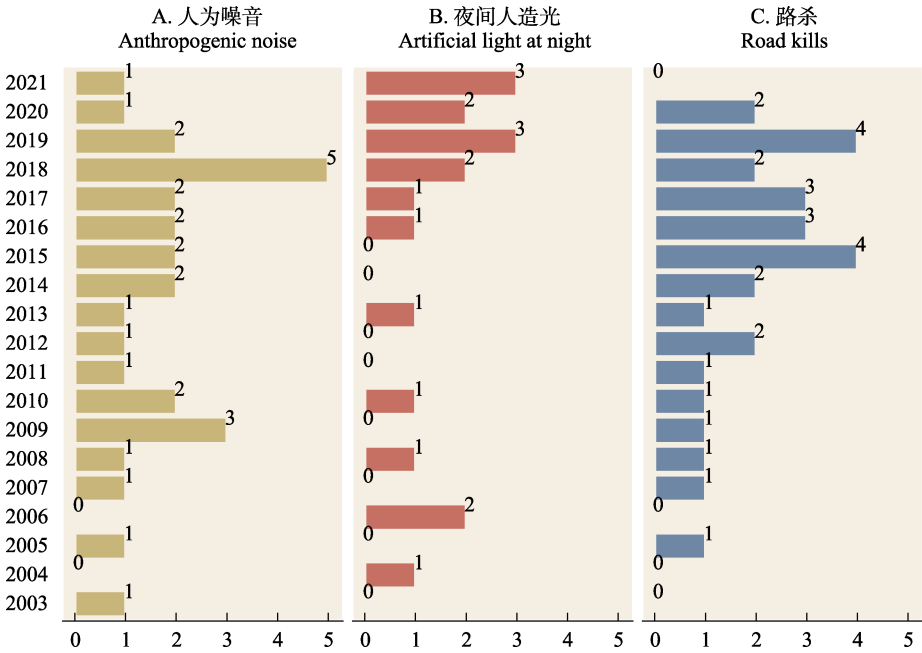 A. 人为噪音 B. 夜间人造光 C. 路杀
Anthropogenic noise Artificial light at night Road kills
2021 1 3 0
2020 1 2 2
2019 2 3 4
2018 5 2 2
2017 2 1 3
2016 2 1 3
2015 2 0 4
2014 2 0 2
2013 1 1 1
2012 1 0 2
2011 1 0 1
2010 2 1 1
2009 3 0 1
2008 1 1 1
2007 1 0 1
2006 0 2 0
2005 1 0 1
2004 0 1 0
2003 1 0 0
0 1 2 3 4 5 0 1 2 3 4 5 0 1 2 3 4 5